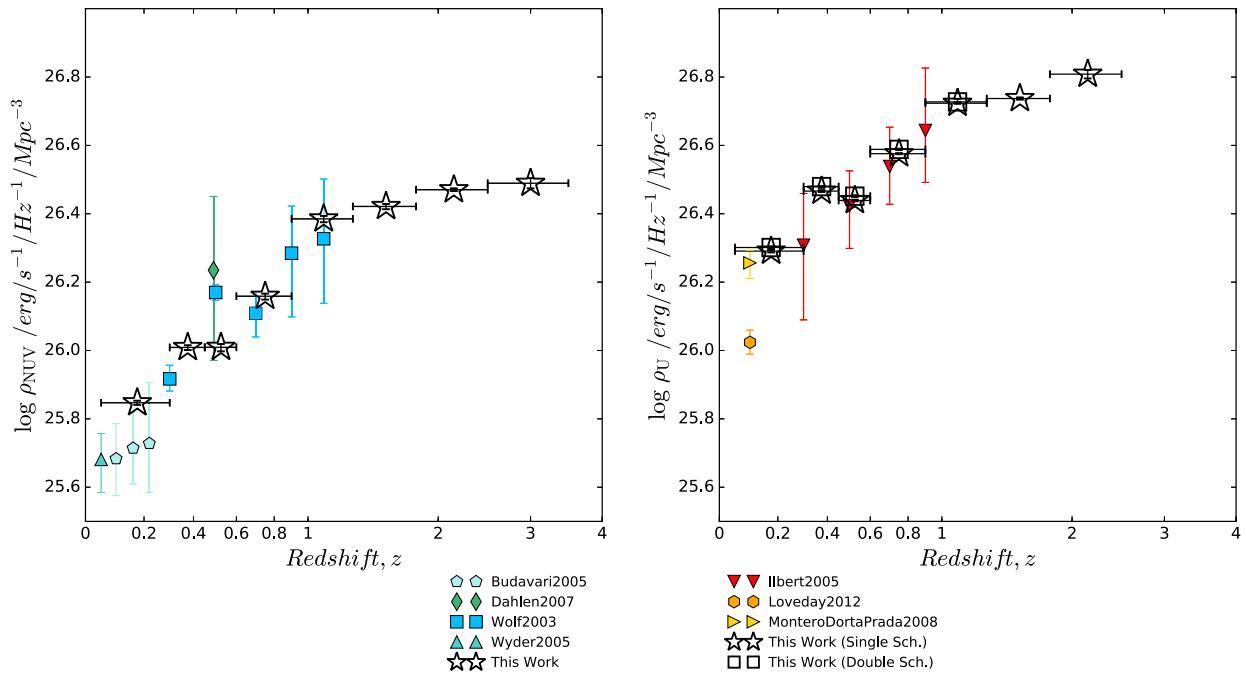 log ρNUV /erg/s−1/Hz−1/Mpc−3
26.8
26.6
26.4
26.2
26.0
25.8
25.6
0 0.2 0.4 0.6 0.8 1 2 3 4
Redshift, z
log ρU /erg/s−1/Hz−1/Mpc−3
26.8
26.6
26.4
26.2
26.0
25.8
25.6
0 0.2 0.4 0.6 0.8 1 2 3 4
Redshift, z
Budavari2005
Dahlen2007
Wolf2003
Wyder2005
This Work
Ilbert2005
Loveday2012
MonteroDortaPrada2008
This Work (Single Sch.)
This Work (Double Sch.)